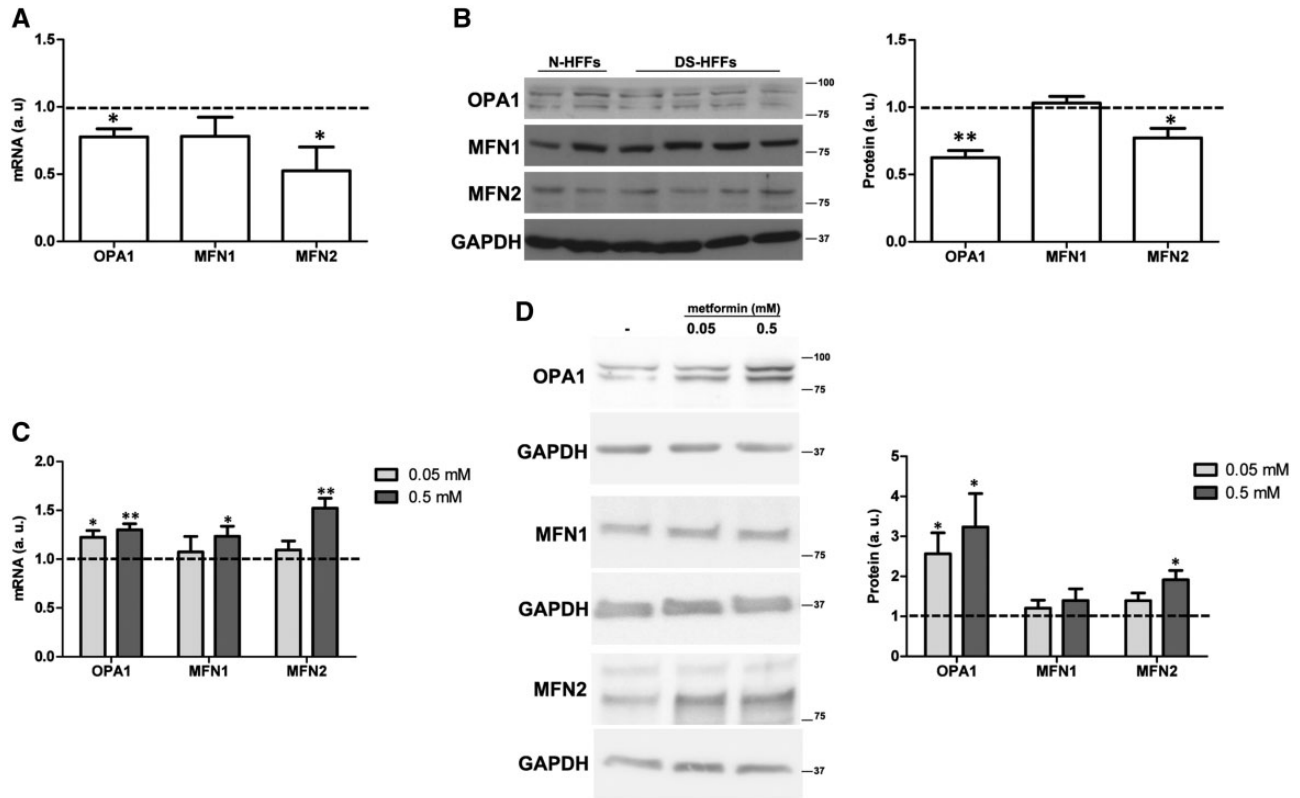 A
1.5
1.0
0.5
0.0
mRNA (a. u)
*
*
OPA1 MFN1 MFN2
B
N-HFFs DS-HFFs
OPA1
—100
—75
MFN1
—75
MFN2
—75
GAPDH
—37
1.5
1.0
0.5
0.0
Protein (a. u.)
**
*
OPA1 MFN1 MFN2
C
2.0
1.5
1.0
0.5
0.0
mRNA (a. u.)
* ** * **
OPA1 MFN1 MFN2
0.05 mM
0.5 mM
D
metformin (mM)
- 0.05 0.5
OPA1
—100
—75
GAPDH
—37
MFN1
—75
GAPDH
—37
MFN2
—75
GAPDH
—37
5
4
3
2
1
0
Protein (a. u.)
* * *
OPA1 MFN1 MFN2
0.05 mM
0.5 mM